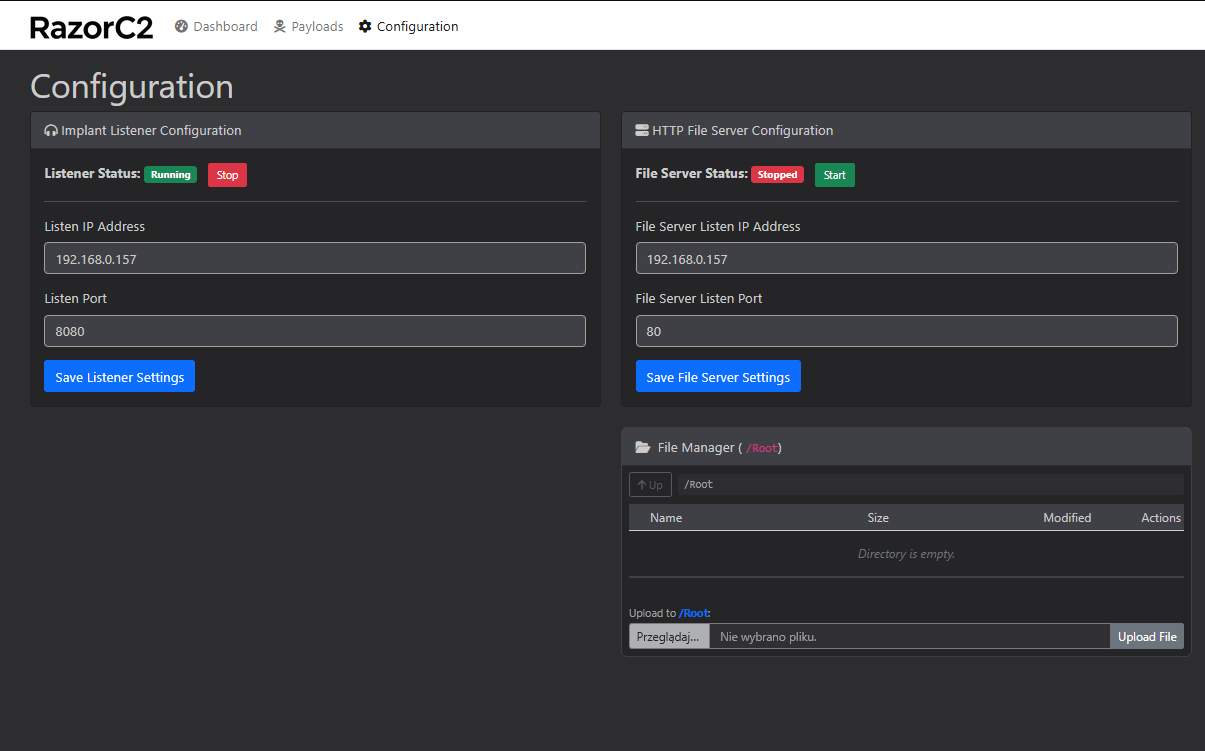 RazorC2 Dashboard Payloads Configuration
Configuration
Implant Listener Configuration
Listener Status: Running Stop
Listen IP Address
192.168.0.157
Listen Port
8080
Save Listener Settings
HTTP File Server Configuration
File Server Status: Stopped Start
File Server Listen IP Address
192.168.0.157
File Server Listen Port
80
Save File Server Settings
File Manager ( /Root)
Up /Root
Name Size Modified Actions
Directory is empty.
Upload to /Root:
Przeglądaj... Nie wybrano pliku. Upload File